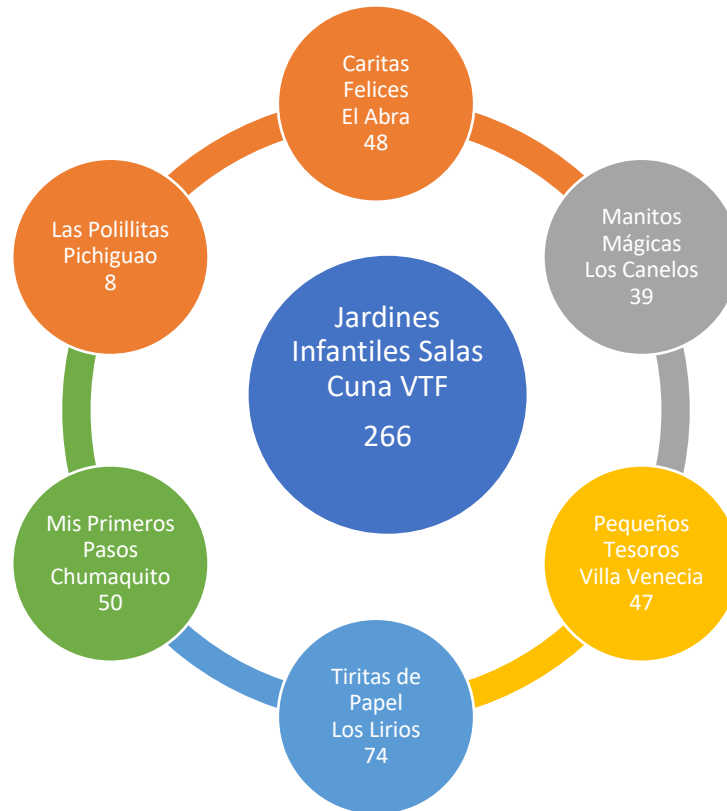 Caritas
Felices
El Abra
48
Manitos
Mágicas
Los Canelos
39
Pequeños
Tesoros
Villa Venecia
47
Tiritas de
Papel
Los Lirios
74
Mis Primeros
Pasos
Chumaquito
50
Las Polillitas
Pichiguao
8
Jardines
Infantiles Salas
Cuna VTF
266